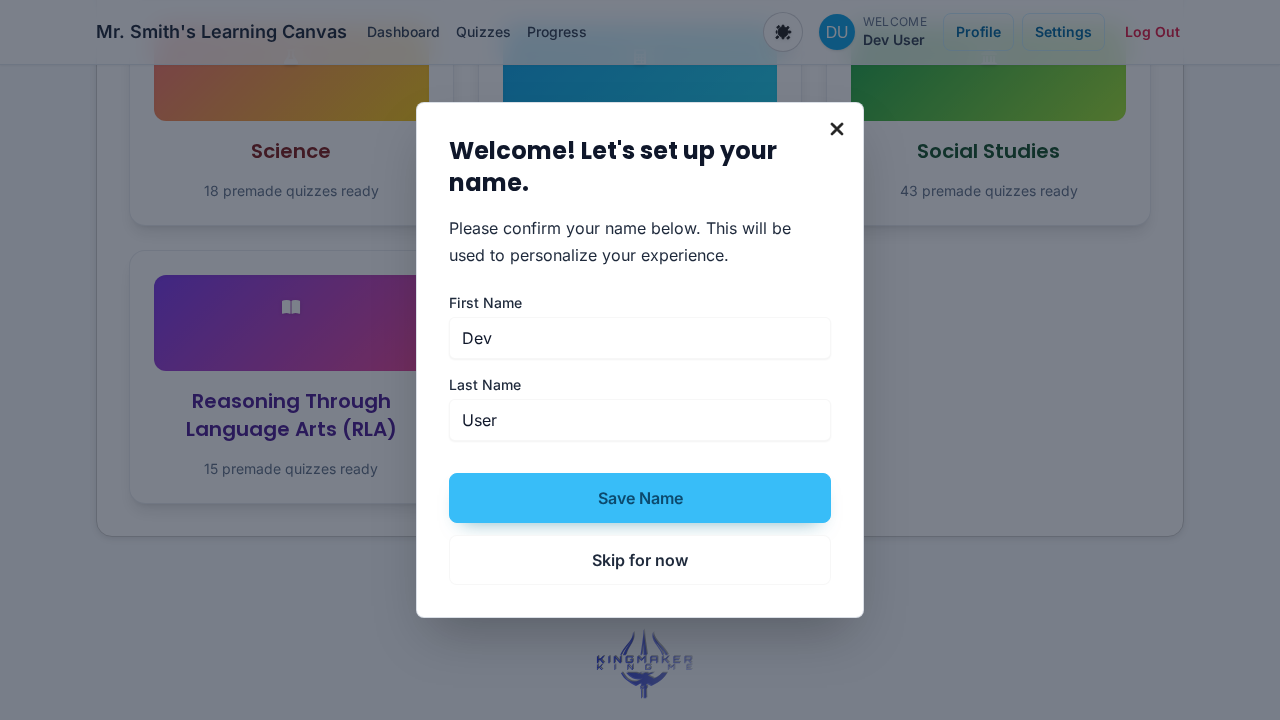 Mr. Smith's Learning Canvas
Dashboard
Quizzes
Progress
DU
WELCOME
Dev User
Profile
Settings
Log Out
Science
18 premade quizzes ready
Social Studies
43 premade quizzes ready
Reasoning Through
Language Arts (RLA)
15 premade quizzes ready
Welcome! Let's set up your
name.
Please confirm your name below. This will be
used to personalize your experience.
First Name
Dev
Last Name
User
Save Name
Skip for now
KINGMAKER